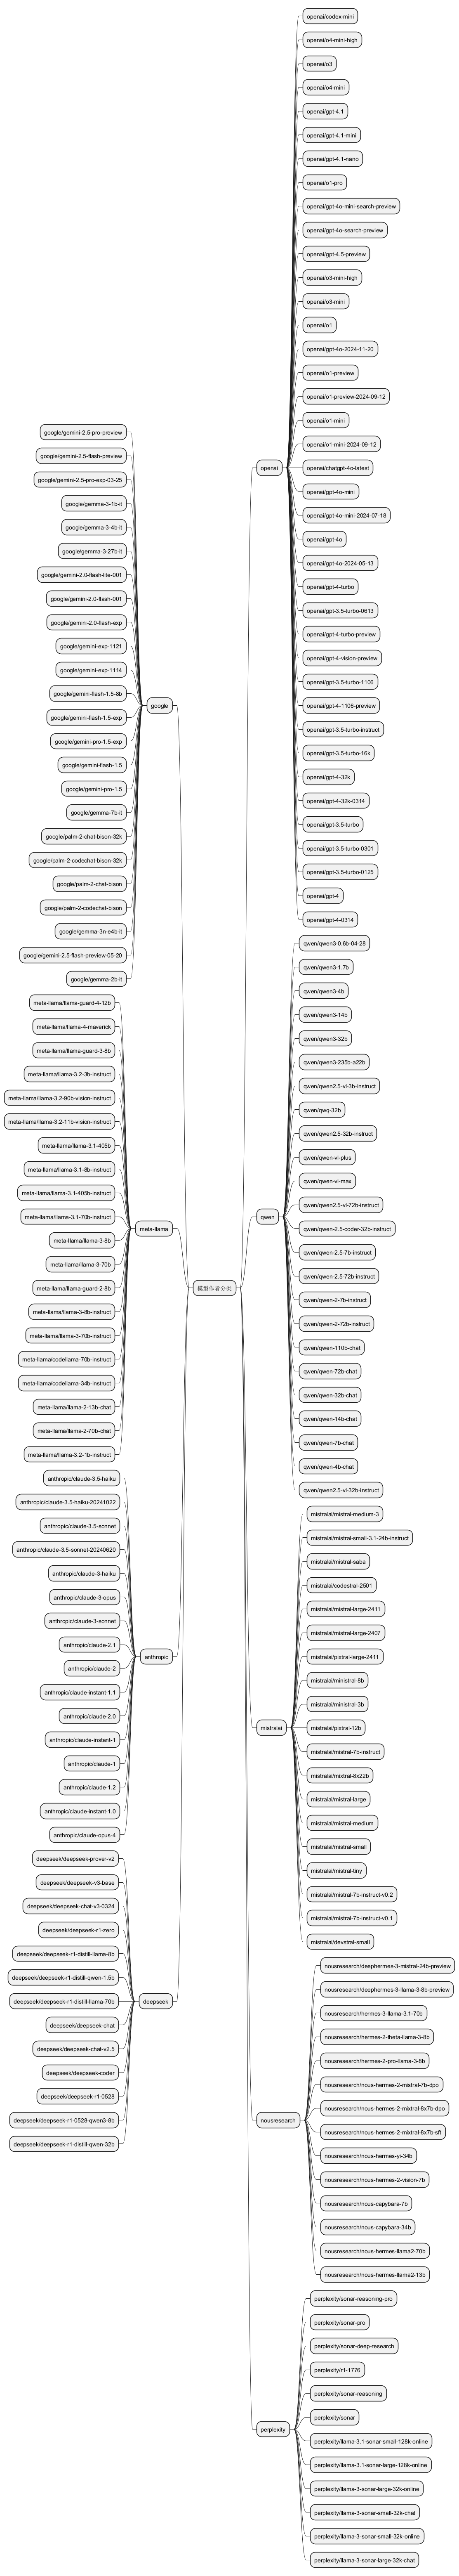 模型作者分类
openai
openai/codex-mini
openai/o4-mini-high
openai/o3
openai/o4-mini
openai/gpt-4.1
openai/gpt-4.1-mini
openai/gpt-4.1-nano
openai/o1-pro
openai/gpt-4o-mini-search-preview
openai/gpt-4o-search-preview
openai/gpt-4.5-preview
openai/o3-mini-high
openai/o3-mini
openai/o1
openai/gpt-4o-2024-11-20
openai/o1-preview
openai/o1-preview-2024-09-12
openai/o1-mini
openai/o1-mini-2024-09-12
openai/chatgpt-4o-latest
openai/gpt-4o-mini
openai/gpt-4o-mini-2024-07-18
openai/gpt-4o
openai/gpt-4o-2024-05-13
openai/gpt-4-turbo
openai/gpt-3.5-turbo-0613
openai/gpt-4-turbo-preview
openai/gpt-4-vision-preview
openai/gpt-3.5-turbo-1106
openai/gpt-4-1106-preview
openai/gpt-3.5-turbo-instruct
openai/gpt-3.5-turbo-16k
openai/gpt-4-32k
openai/gpt-4-32k-0314
openai/gpt-3.5-turbo
openai/gpt-3.5-turbo-0301
openai/gpt-3.5-turbo-0125
openai/gpt-4
openai/gpt-4-0314
qwen
qwen/qwen3-0.6b-04-28
qwen/qwen3-1.7b
qwen/qwen3-4b
qwen/qwen3-14b
qwen/qwen3-32b
qwen/qwen3-235b-a22b
qwen/qwen2.5-vl-3b-instruct
qwen/qwq-32b
qwen/qwen2.5-32b-instruct
qwen/qwen-vl-plus
qwen/qwen-vl-max
qwen/qwen2.5-vl-72b-instruct
qwen/qwen-2.5-coder-32b-instruct
qwen/qwen-2.5-7b-instruct
qwen/qwen-2.5-72b-instruct
qwen/qwen-2-7b-instruct
qwen/qwen-2-72b-instruct
qwen/qwen-110b-chat
qwen/qwen-72b-chat
qwen/qwen-32b-chat
qwen/qwen-14b-chat
qwen/qwen-7b-chat
qwen/qwen-4b-chat
qwen/qwen2.5-vl-32b-instruct
mistralai
mistralai/mistral-medium-3
mistralai/mistral-small-3.1-24b-instruct
mistralai/mistral-saba
mistralai/codestral-2501
mistralai/mistral-large-2411
mistralai/mistral-large-2407
mistralai/pixtral-large-2411
mistralai/ministral-8b
mistralai/ministral-3b
mistralai/pixtral-12b
mistralai/mistral-7b-instruct
mistralai/mixtral-8x22b
mistralai/mistral-large
mistralai/mistral-medium
mistralai/mistral-small
mistralai/mistral-tiny
mistralai/mistral-7b-instruct-v0.2
mistralai/mistral-7b-instruct-v0.1
mistralai/devstral-small
nousresearch
nousresearch/deephermes-3-mistral-24b-preview
nousresearch/deephermes-3-llama-3-8b-preview
nousresearch/hermes-3-llama-3.1-70b
nousresearch/hermes-2-theta-llama-3-8b
nousresearch/hermes-2-pro-llama-3-8b
nousresearch/nous-hermes-2-mistral-7b-dpo
nousresearch/nous-hermes-2-mixtral-8x7b-dpo
nousresearch/nous-hermes-2-mixtral-8x7b-sft
nousresearch/nous-hermes-yi-34b
nousresearch/nous-hermes-2-vision-7b
nousresearch/nous-capybara-7b
nousresearch/nous-capybara-34b
nousresearch/nous-hermes-llama2-70b
nousresearch/nous-hermes-llama2-13b
perplexity
perplexity/sonar-reasoning-pro
perplexity/sonar-pro
perplexity/sonar-deep-research
perplexity/r1-1776
perplexity/sonar-reasoning
perplexity/sonar
perplexity/llama-3.1-sonar-small-128k-online
perplexity/llama-3.1-sonar-large-128k-online
perplexity/llama-3-sonar-large-32k-online
perplexity/llama-3-sonar-small-32k-chat
perplexity/llama-3-sonar-small-32k-online
perplexity/llama-3-sonar-large-32k-chat
google
google/gemini-2.5-pro-preview
google/gemini-2.5-flash-preview
google/gemini-2.5-pro-exp-03-25
google/gemma-3-1b-it
google/gemma-3-4b-it
google/gemma-3-27b-it
google/gemini-2.0-flash-lite-001
google/gemini-2.0-flash-001
google/gemini-2.0-flash-exp
google/gemini-exp-1121
google/gemini-exp-1114
google/gemini-flash-1.5-8b
google/gemini-flash-1.5-exp
google/gemini-pro-1.5-exp
google/gemini-flash-1.5
google/gemini-pro-1.5
google/gemma-7b-it
google/palm-2-chat-bison-32k
google/palm-2-codechat-bison-32k
google/palm-2-chat-bison
google/palm-2-codechat-bison
google/gemma-3n-e4b-it
google/gemini-2.5-flash-preview-05-20
google/gemma-2b-it
meta-llama
meta-llama/llama-guard-4-12b
meta-llama/llama-4-maverick
meta-llama/llama-guard-3-8b
meta-llama/llama-3.2-3b-instruct
meta-llama/llama-3.2-90b-vision-instruct
meta-llama/llama-3.2-11b-vision-instruct
meta-llama/llama-3.1-405b
meta-llama/llama-3.1-8b-instruct
meta-llama/llama-3.1-405b-instruct
meta-llama/llama-3.1-70b-instruct
meta-llama/llama-3-8b
meta-llama/llama-3-70b
meta-llama/llama-guard-2-8b
meta-llama/llama-3-8b-instruct
meta-llama/llama-3-70b-instruct
meta-llama/codellama-70b-instruct
meta-llama/codellama-34b-instruct
meta-llama/llama-2-13b-chat
meta-llama/llama-2-70b-chat
meta-llama/llama-3.2-1b-instruct
anthropic
anthropic/claude-3.5-haiku
anthropic/claude-3.5-haiku-20241022
anthropic/claude-3.5-sonnet
anthropic/claude-3.5-sonnet-20240620
anthropic/claude-3-haiku
anthropic/claude-3-opus
anthropic/claude-3-sonnet
anthropic/claude-2.1
anthropic/claude-2
anthropic/claude-instant-1.1
anthropic/claude-2.0
anthropic/claude-instant-1
anthropic/claude-1
anthropic/claude-1.2
anthropic/claude-instant-1.0
anthropic/claude-opus-4
deepseek
deepseek/deepseek-prover-v2
deepseek/deepseek-v3-base
deepseek/deepseek-chat-v3-0324
deepseek/deepseek-r1-zero
deepseek/deepseek-r1-distill-llama-8b
deepseek/deepseek-r1-distill-qwen-1.5b
deepseek/deepseek-r1-distill-llama-70b
deepseek/deepseek-chat
deepseek/deepseek-chat-v2.5
deepseek/deepseek-coder
deepseek/deepseek-r1-0528
deepseek/deepseek-r1-0528-qwen3-8b
deepseek/deepseek-r1-distill-qwen-32b